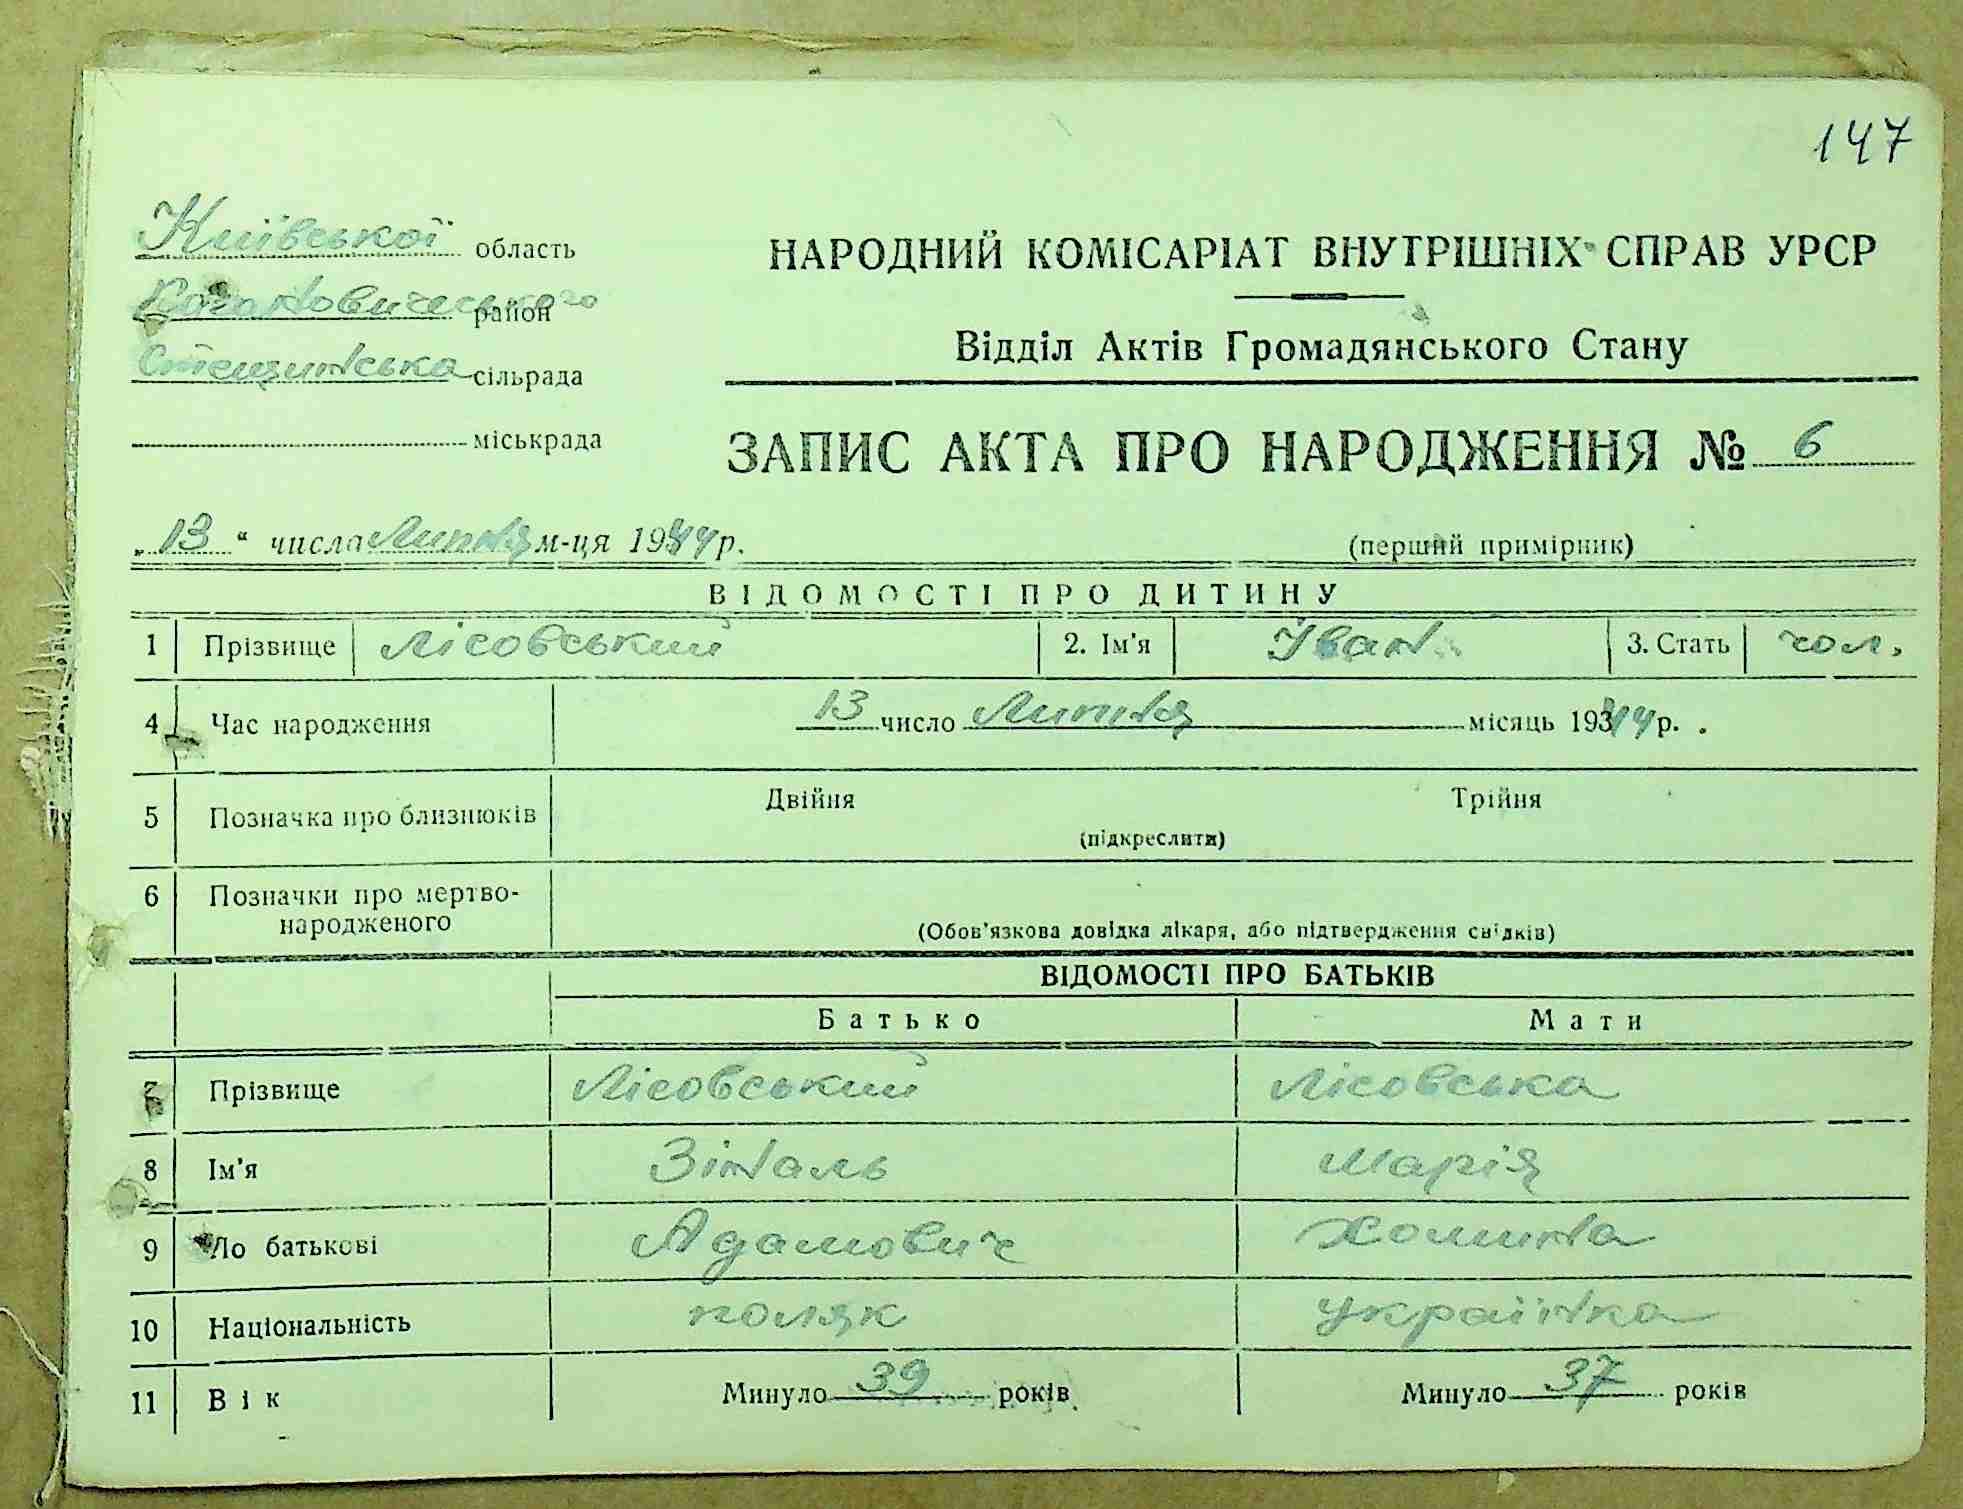 147
Київської область
Кагановичеського район
Стещинська сільрада
міськрада
НАРОДНИЙ КОМІСАРІАТ ВНУТРІШНІХ СПРАВ УРСР
Відділ Актів Громадянського Стану
ЗАПИС АКТА ПРО НАРОДЖЕННЯ № 6
„13“ числа Липня м-ця 1944 р.
(перший примірник)
ВІДОМОСТІ ПРО ДИТИНУ
1 Прізвище Лісовський 2. Ім'я Іван 3. Стать чол.
4 Час народження 13 число Липня місяць 1944 р.
5 Позначка про близнюків Двійня Трійня
(підкреслити)
6 Позначки про мертво-
народженого
(Обов'язкова довідка лікаря, або підтвердження свідків)
ВІДОМОСТІ ПРО БАТЬКІВ
Батько Мати
7 Прізвище Лісовський Лісовська
8 Ім'я Зіналь Марія
9 По батькові Адамович Хомина
10 Національність поляк українка
11 Вік Минуло 39 років Минуло 37 років